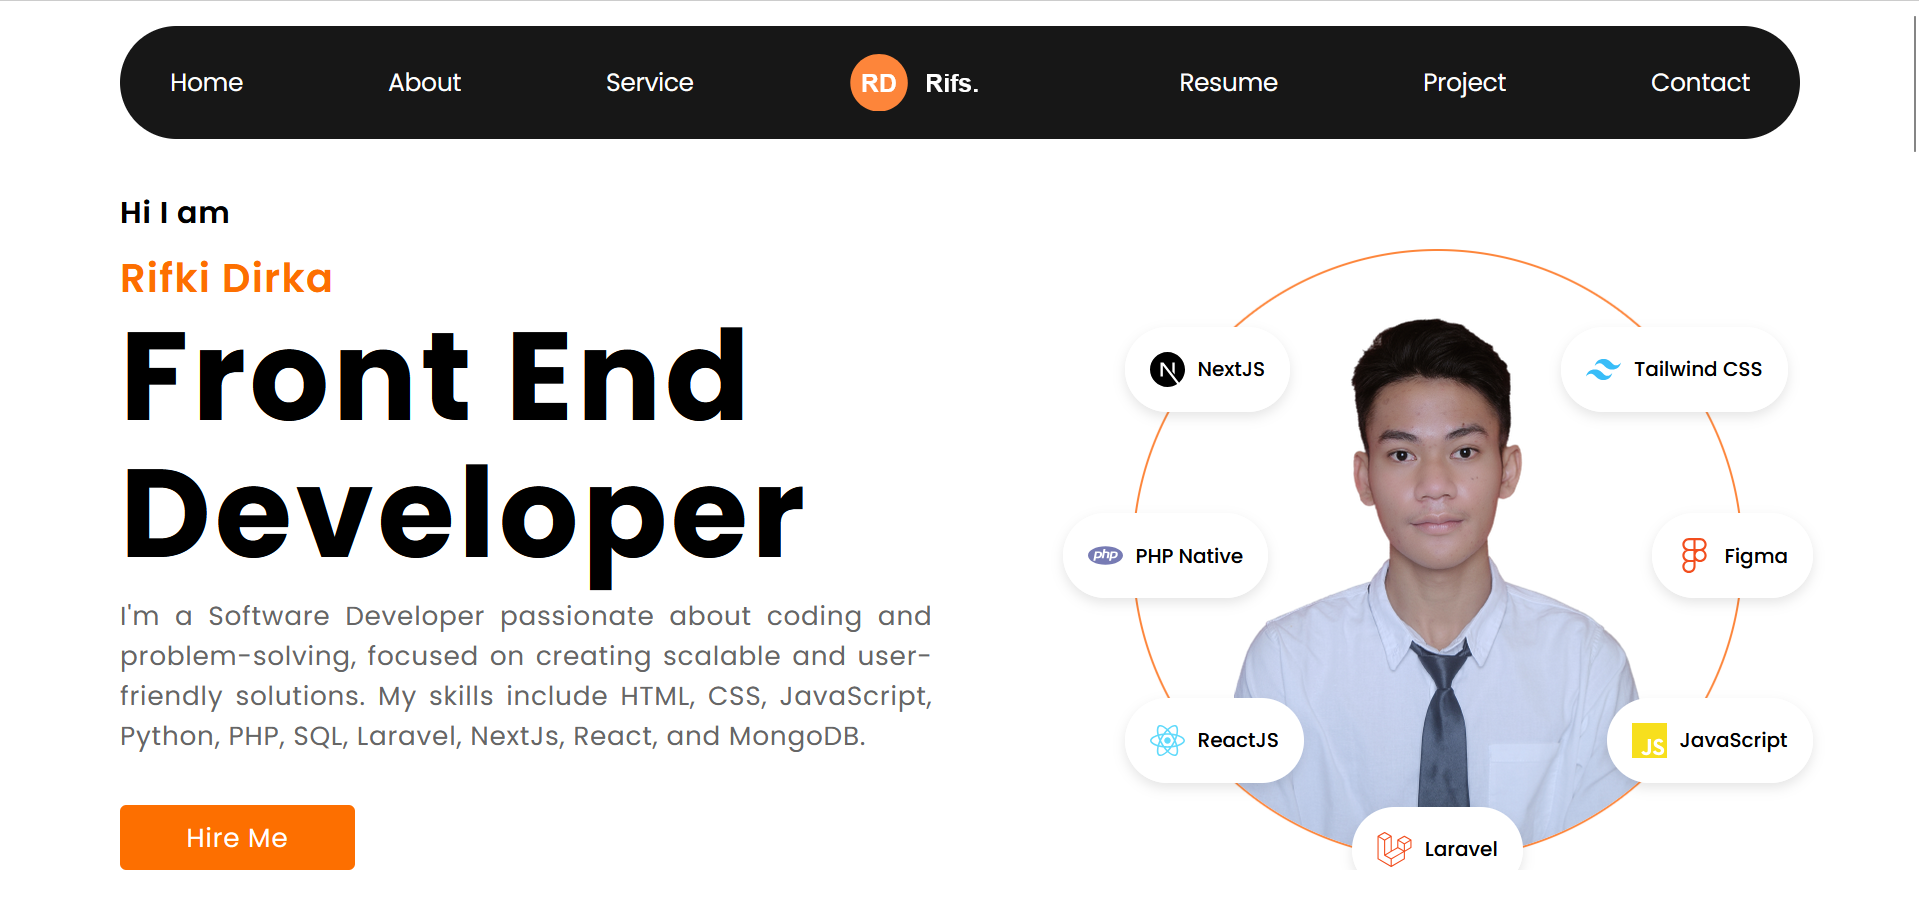 Home About Service RD Rifs. Resume Project Contact
Hi I am
Rifki Dirka
Front End
Developer
I'm a Software Developer passionate about coding and
problem-solving, focused on creating scalable and user-
friendly solutions. My skills include HTML, CSS, JavaScript,
Python, PHP, SQL, Laravel, NextJs, React, and MongoDB.
Hire Me
N NextJS
Tailwind CSS
php PHP Native
Figma
ReactJS
JS JavaScript
Laravel